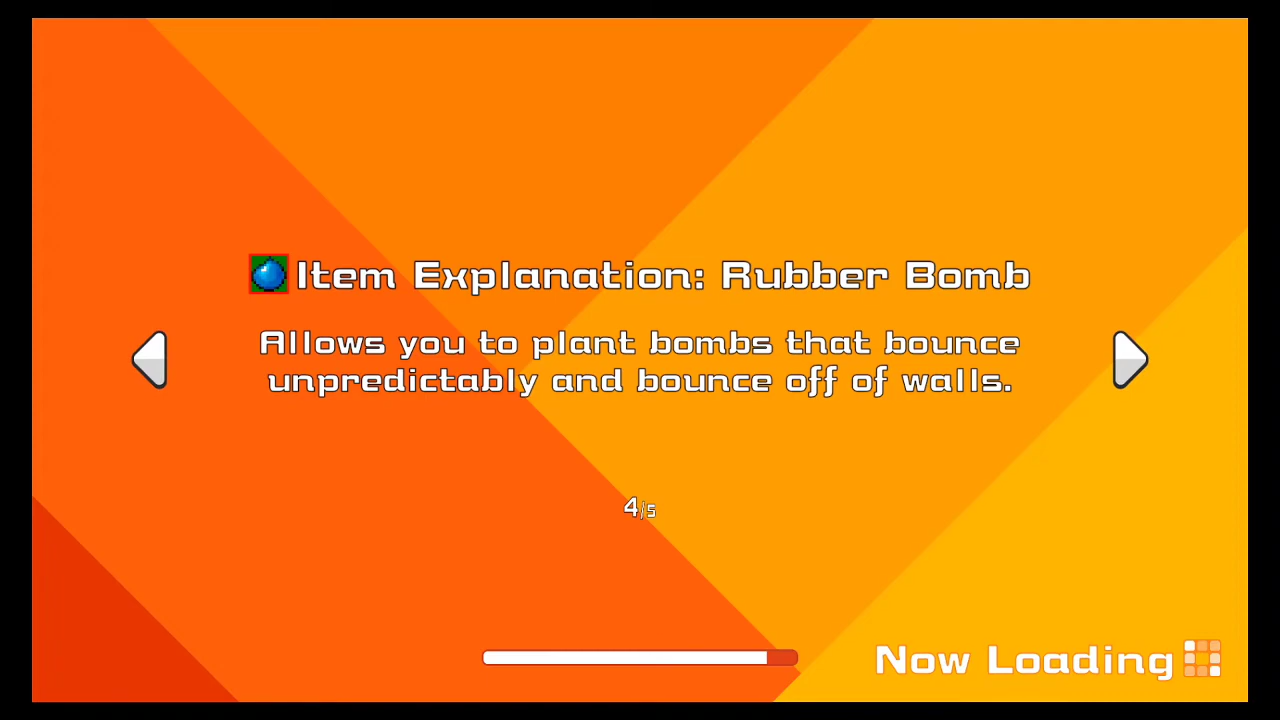 Item Explanation: Rubber Bomb
Allows you to plant bombs that bounce
unpredictably and bounce off of walls.
4/5
Now Loading